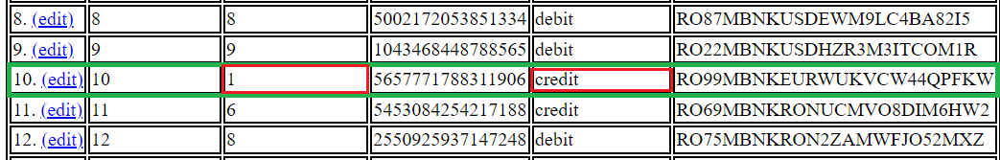 8. (edit) 8 8 5002172053851334 debit RO87MBNKUSDEWM9LC4BA82I5
9. (edit) 9 9 1043468448788565 debit RO22MBNKUSDHZR3M3ITCOM1R
10. (edit) 10 1 5657771788311906 credit RO99MBNKEURWUKVCW44QPFKW
11. (edit) 11 6 5453084254217188 credit RO69MBNKRONUCMVO8DIM6HW2
12. (edit) 12 8 2550925937147248 debit RO75MBNKRON2ZAMWFJO52MXZ